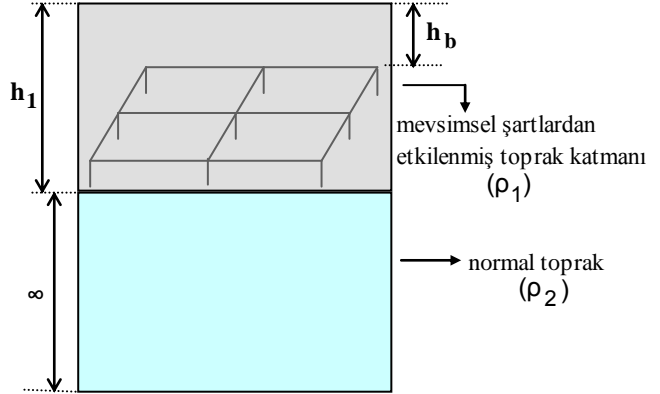 h_b
h_1
mevsimsel şartlardan
etkilenmiş toprak katmanı
(ρ_1)
∞
normal toprak
(ρ_2)